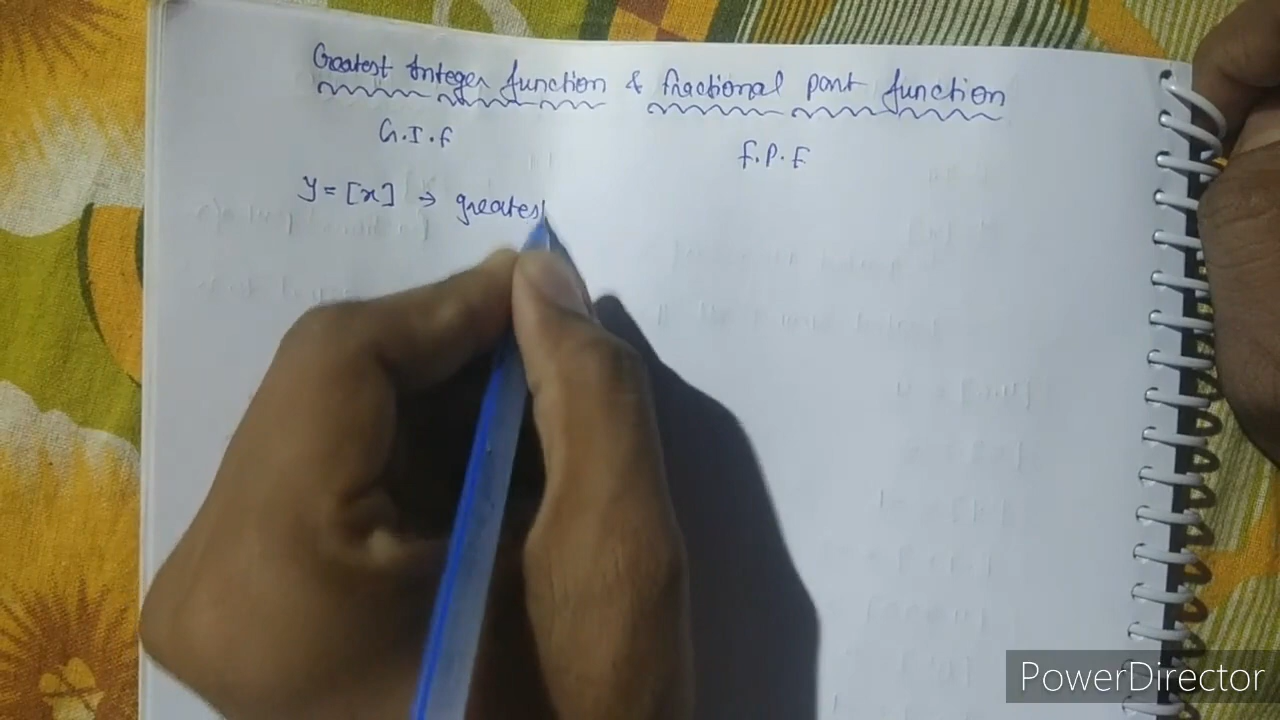 Greatest Integer function & fractional part function
G.I.F
F.P.F
y = [x] → greatest
PowerDirector